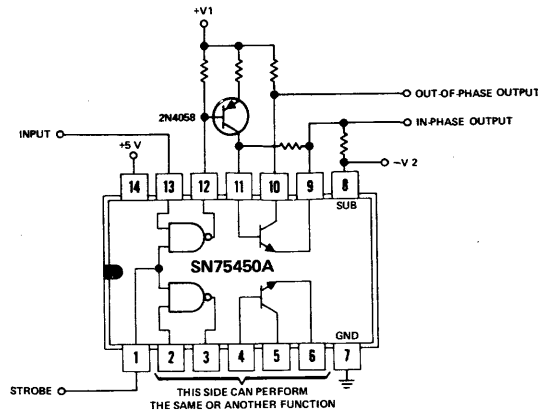 +V1
2N4058
OUT-OF-PHASE OUTPUT
IN-PHASE OUTPUT
INPUT
+5 V
−V 2
14 13 12 11 10 9 8
SUB
SN75450A
GND
1 2 3 4 5 6 7
STROBE
THIS SIDE CAN PERFORM
THE SAME OR ANOTHER FUNCTION